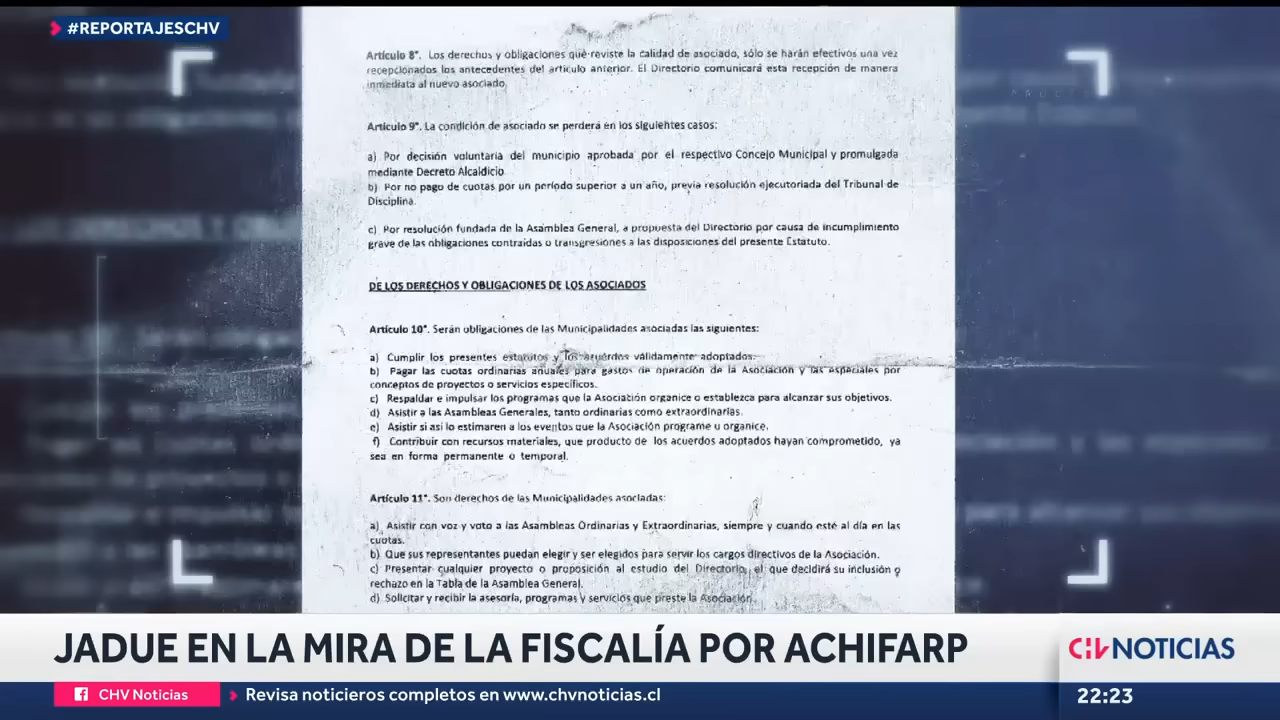 #REPORTAJESCHV
Artículo 8°. Los derechos y obligaciones que reviste la calidad de asociado, sólo se harán efectivos una vez
recepcionados los antecedentes del artículo anterior. El Directorio comunicará esta recepción de manera
inmediata al nuevo asociado.
Artículo 9°. La condición de asociado se perderá en los siguientes casos:
a) Por decisión voluntaria del municipio aprobada por el respectivo Concejo Municipal y promulgada
mediante Decreto Alcaldicio
b) Por no pago de cuotas por un período superior a un año, previa resolución ejecutoriada del Tribunal de
Disciplina.
c) Por resolución fundada de la Asamblea General, a propuesta del Directorio por causa de incumplimiento
grave de las obligaciones contraídas o transgresiones a las disposiciones del presente Estatuto.
DE LOS DERECHOS Y OBLIGACIONES DE LOS ASOCIADOS
Artículo 10°. Serán obligaciones de las Municipalidades asociadas las siguientes:
a) Cumplir los presentes estatutos y los acuerdos válidamente adoptados.
b) Pagar las cuotas ordinarias anuales para gastos de operación de la Asociación y las especiales por
conceptos de proyectos o servicios específicos.
c) Respaldar e impulsar los programas que la Asociación organice o establezca para alcanzar sus objetivos.
d) Asistir a las Asambleas Generales, tanto ordinarias como extraordinarias.
e) Asistir si así lo estimaren a los eventos que la Asociación programe u organice.
f) Contribuir con recursos materiales, que producto de los acuerdos adoptados hayan comprometido, ya
sea en forma permanente o temporal.
Artículo 11°. Son derechos de las Municipalidades asociadas:
a) Asistir con voz y voto a las Asambleas Ordinarias y Extraordinarias, siempre y cuando esté al día en las
cuotas.
b) Que sus representantes puedan elegir y ser elegidos para servir los cargos directivos de la Asociación.
c) Presentar cualquier proyecto o proposición al estudio del Directorio, el que decidirá su inclusión o
rechazo en la Tabla de la Asamblea General.
d) Solicitar y recibir la asesoría, programas y servicios que preste la Asociación.
JADUE EN LA MIRA DE LA FISCALÍA POR ACHIFARP
CHV NOTICIAS
CHV Noticias
Revisa noticieros completos en www.chvnoticias.cl
22:23